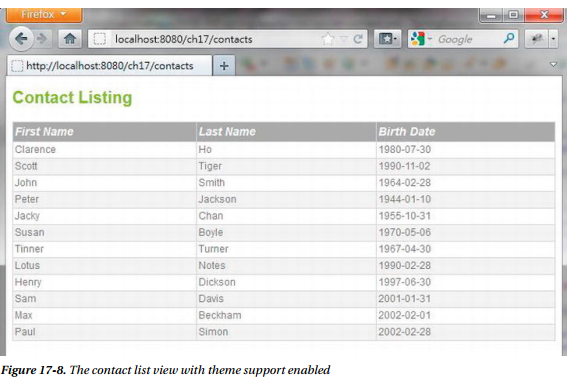 Firefox
localhost:8080/ch17/contacts
Google
http://localhost:8080/ch17/contacts
Contact Listing
First Name Last Name Birth Date
Clarence Ho 1980-07-30
Scott Tiger 1990-11-02
John Smith 1964-02-28
Peter Jackson 1944-01-10
Jacky Chan 1955-10-31
Susan Boyle 1970-05-06
Tinner Turner 1967-04-30
Lotus Notes 1990-02-28
Henry Dickson 1997-06-30
Sam Davis 2001-01-31
Max Beckham 2002-02-01
Paul Simon 2002-02-28
Figure 17-8. The contact list view with theme support enabled